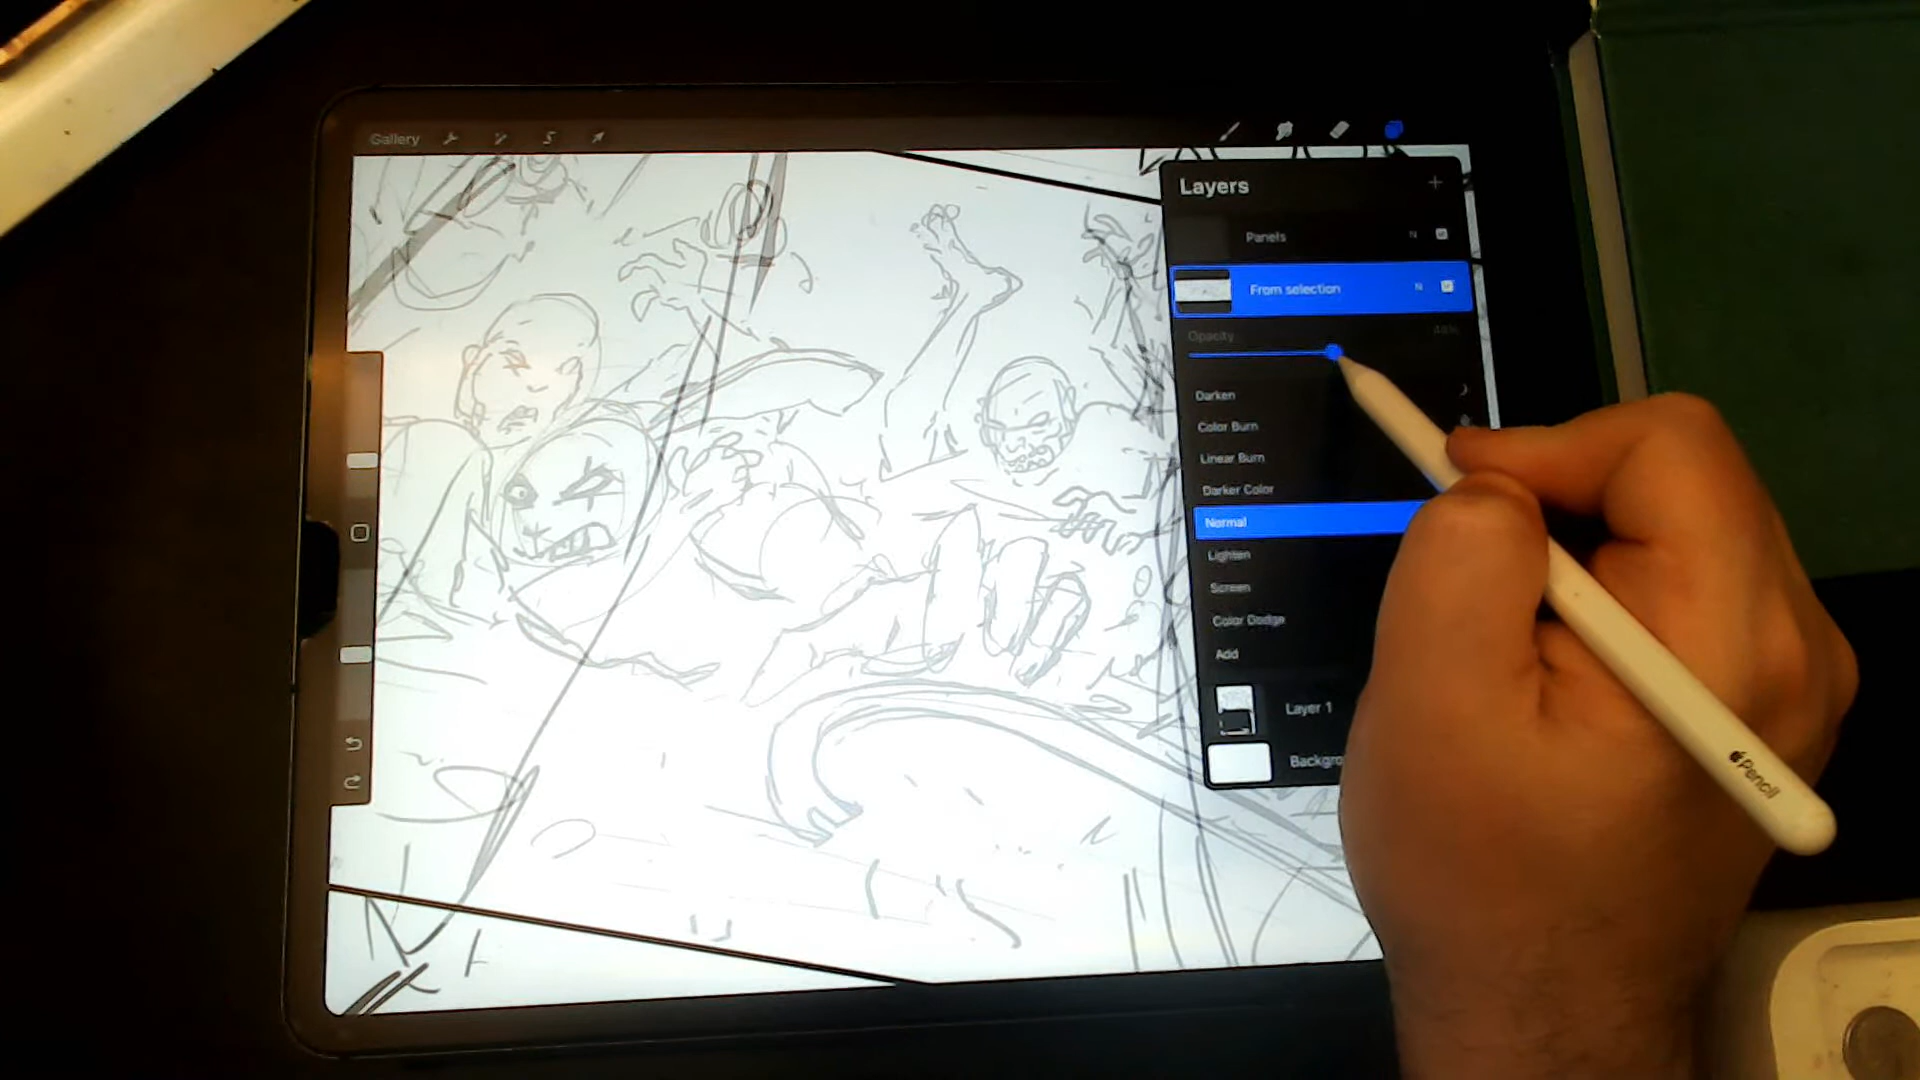 Gallery
Layers
Panels
N
From selection
N
Opacity
Darken
Color Burn
Linear Burn
Darker Color
Normal
Lighten
Screen
Color Dodge
Add
Layer 1
Backgro
Pencil